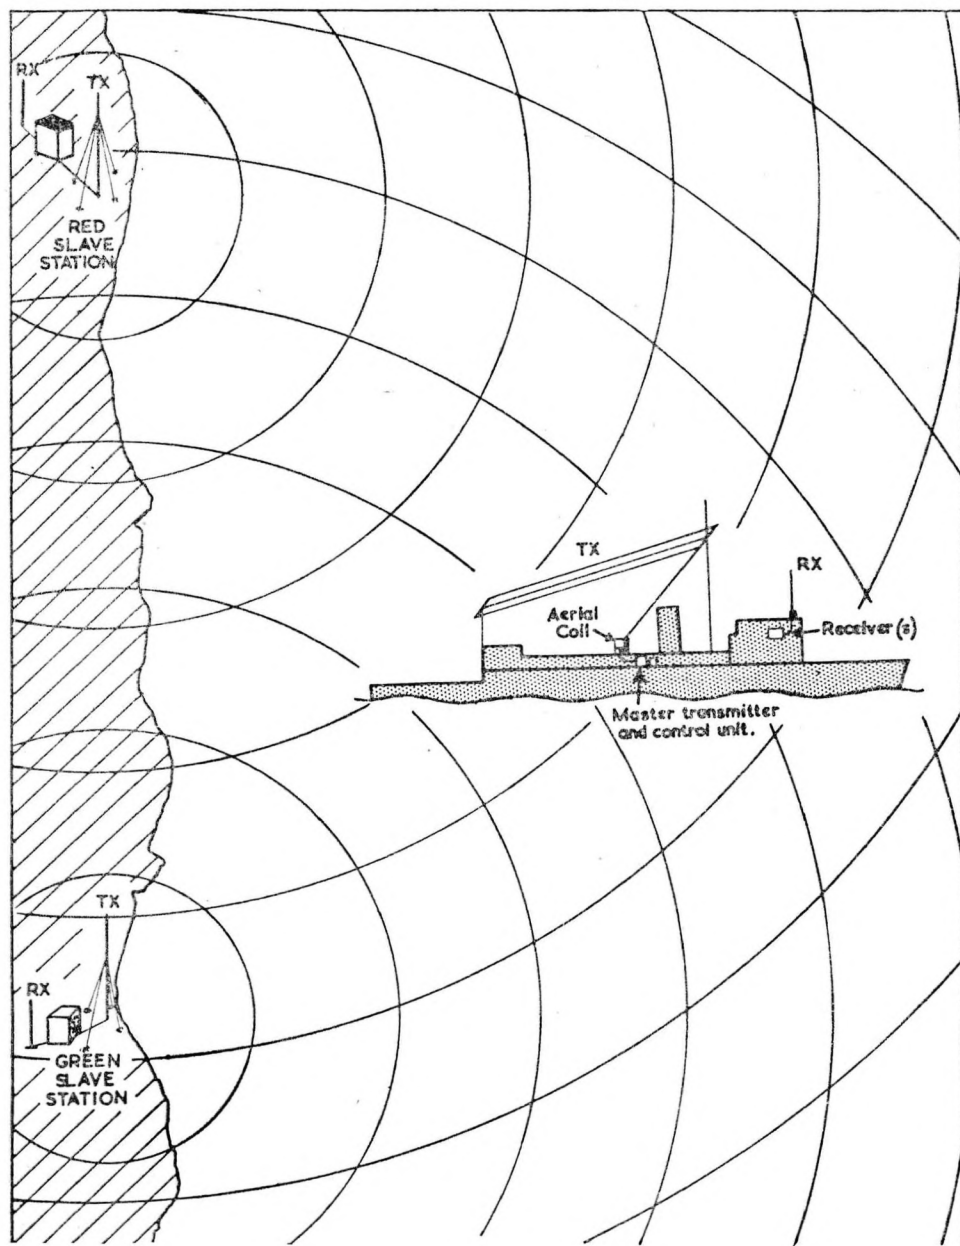 RX
TX
RED
SLAVE
STATION
TX
RX
Aerial
Coil
Receiver(s)
Master transmitter
and control unit.
TX
RX
GREEN
SLAVE
STATION